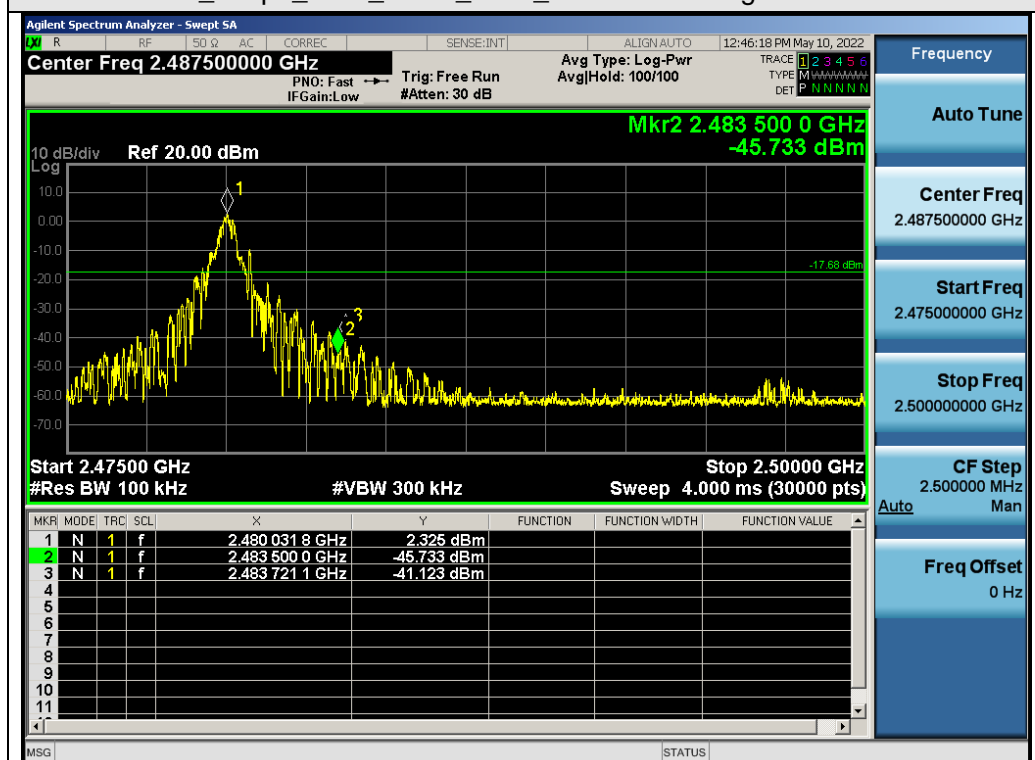 Agilent Spectrum Analyzer - Swept SA
LXI R RF 50 Ω AC CORREC SENSE:INT ALIGN AUTO 12:46:18 PM May 10, 2022
Center Freq 2.487500000 GHz
PNO: Fast
IFGain:Low
Trig: Free Run
#Atten: 30 dB
Avg Type: Log-Pwr
Avg|Hold: 100/100
TRACE 1 2 3 4 5 6
TYPE M WWWWW
DET P N N N N N
Mkr2 2.483 500 0 GHz
-45.733 dBm
10 dB/div Ref 20.00 dBm
Log
10.0
0.00
-10.0
-20.0
-30.0
-40.0
-50.0
-60.0
-70.0
1
2
3
-17.68 dBm
Start 2.47500 GHz Stop 2.50000 GHz
#Res BW 100 kHz #VBW 300 kHz Sweep 4.000 ms (30000 pts)
MKR MODE TRC SCL X Y FUNCTION FUNCTION WIDTH FUNCTION VALUE
1 N 1 f 2.480 031 8 GHz 2.325 dBm
2 N 1 f 2.483 500 0 GHz -45.733 dBm
3 N 1 f 2.483 721 1 GHz -41.123 dBm
4
5
6
7
8
9
10
11
MSG STATUS
Frequency
Auto Tune
Center Freq
2.487500000 GHz
Start Freq
2.475000000 GHz
Stop Freq
2.500000000 GHz
CF Step
2.500000 MHz
Auto Man
Freq Offset
0 Hz